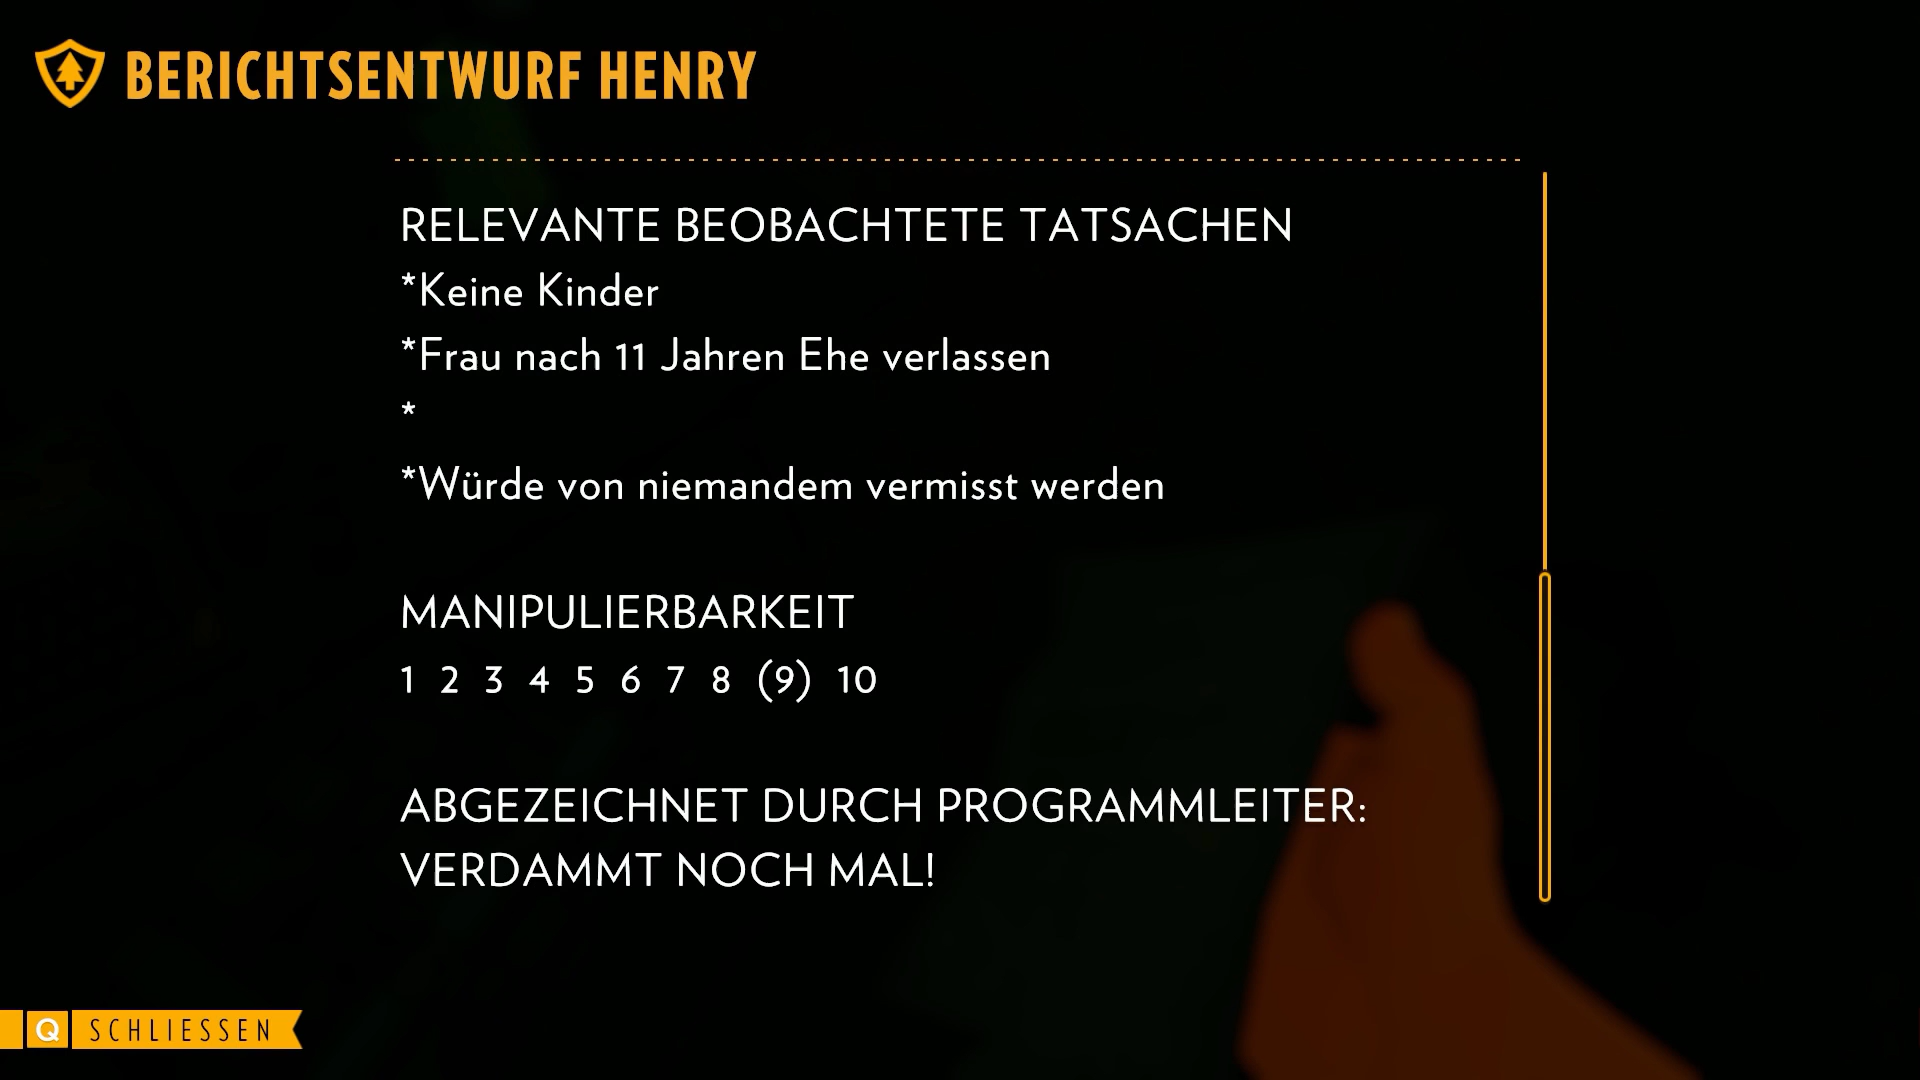 BERICHTSENTWURF HENRY
RELEVANTE BEOBACHTETE TATSACHEN
*Keine Kinder
*Frau nach 11 Jahren Ehe verlassen
*
*Würde von niemandem vermisst werden
MANIPULIERBARKEIT
1 2 3 4 5 6 7 8 (9) 10
ABGEZEICHNET DURCH PROGRAMMLEITER:
VERDAMMT NOCH MAL!
Q SCHLIESSEN